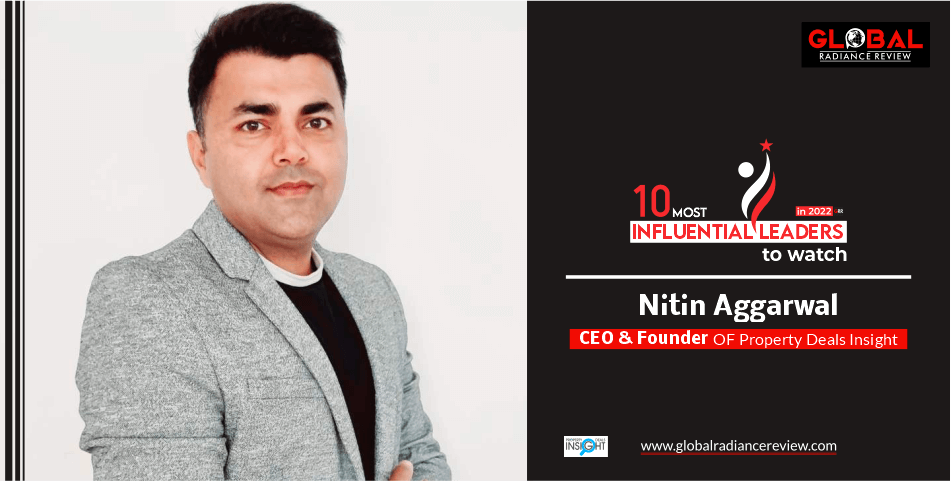 GLOBAL
RADIANCE REVIEW
10 MOST
in 2022
INFLUENTIAL LEADERS
to watch
Nitin Aggarwal
CEO & Founder OF Property Deals Insight
INSIGHT
www.globalradiancereview.com